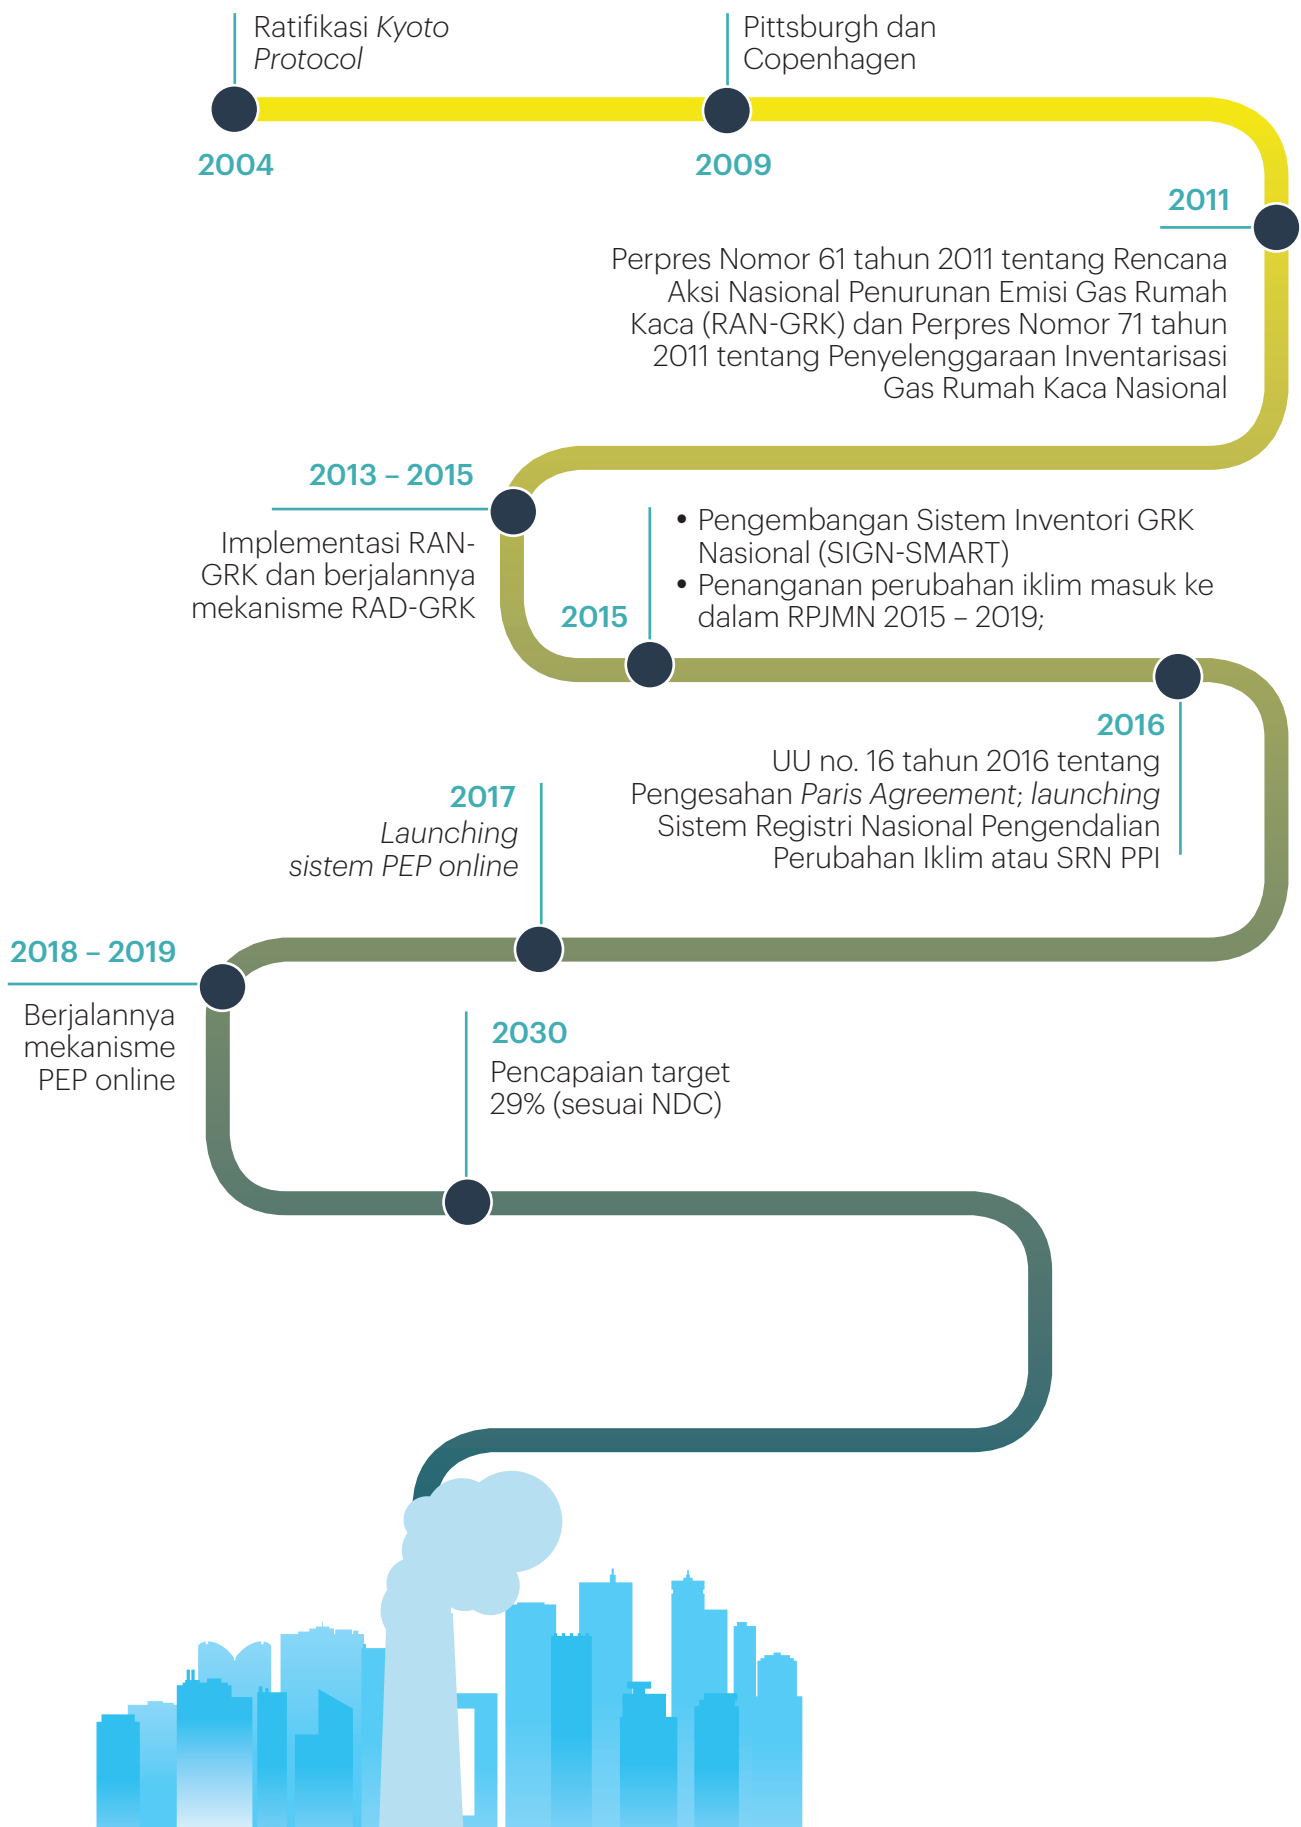 Ratifikasi Kyoto
Protocol
2004
Pittsburgh dan
Copenhagen
2009
2011
Perpres Nomor 61 tahun 2011 tentang Rencana
Aksi Nasional Penurunan Emisi Gas Rumah
Kaca (RAN-GRK) dan Perpres Nomor 71 tahun
2011 tentang Penyelenggaraan Inventarisasi
Gas Rumah Kaca Nasional
2013 – 2015
Implementasi RAN-
GRK dan berjalannya
mekanisme RAD-GRK
2015
• Pengembangan Sistem Inventori GRK
Nasional (SIGN-SMART)
• Penanganan perubahan iklim masuk ke
dalam RPJMN 2015 – 2019;
2016
UU no. 16 tahun 2016 tentang
Pengesahan Paris Agreement; launching
Sistem Registri Nasional Pengendalian
Perubahan Iklim atau SRN PPI
2017
Launching
sistem PEP online
2018 – 2019
Berjalannya
mekanisme
PEP online
2030
Pencapaian target
29% (sesuai NDC)